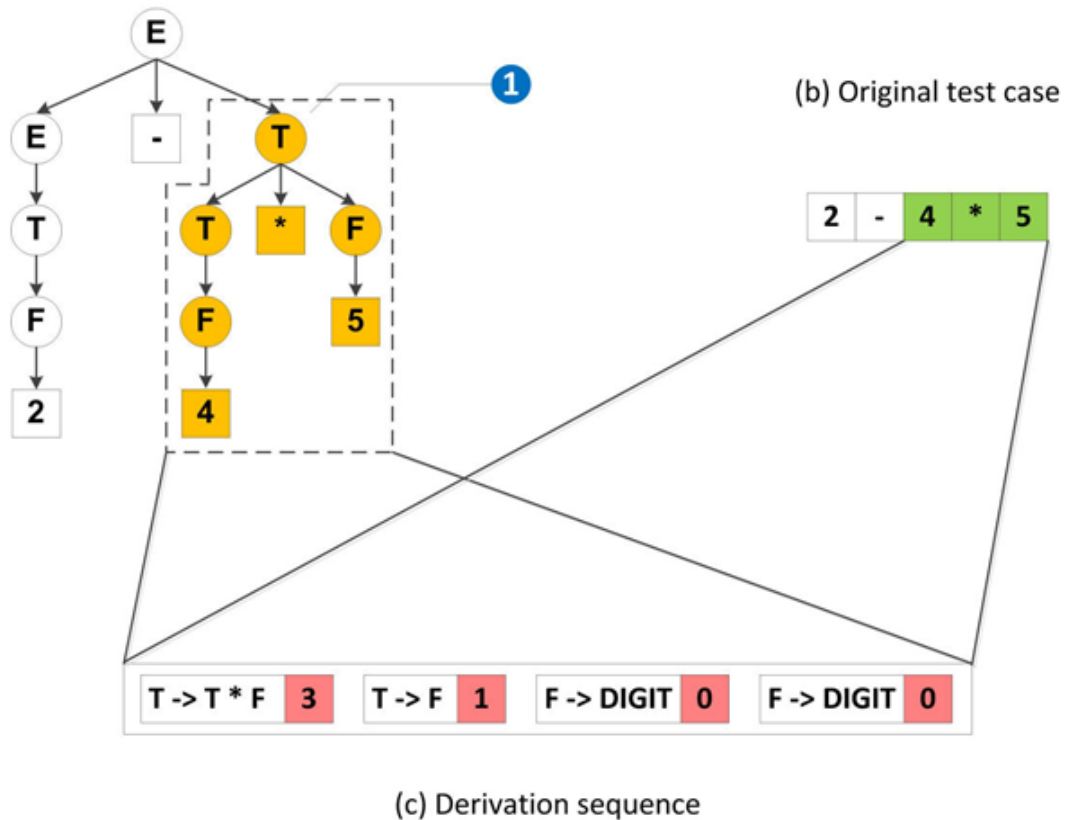 E
1
(b) Original test case
E - T
T T * F 2 - 4 * 5
F F 5
2 4
T -> T * F 3 T -> F 1 F -> DIGIT 0 F -> DIGIT 0
(c) Derivation sequence